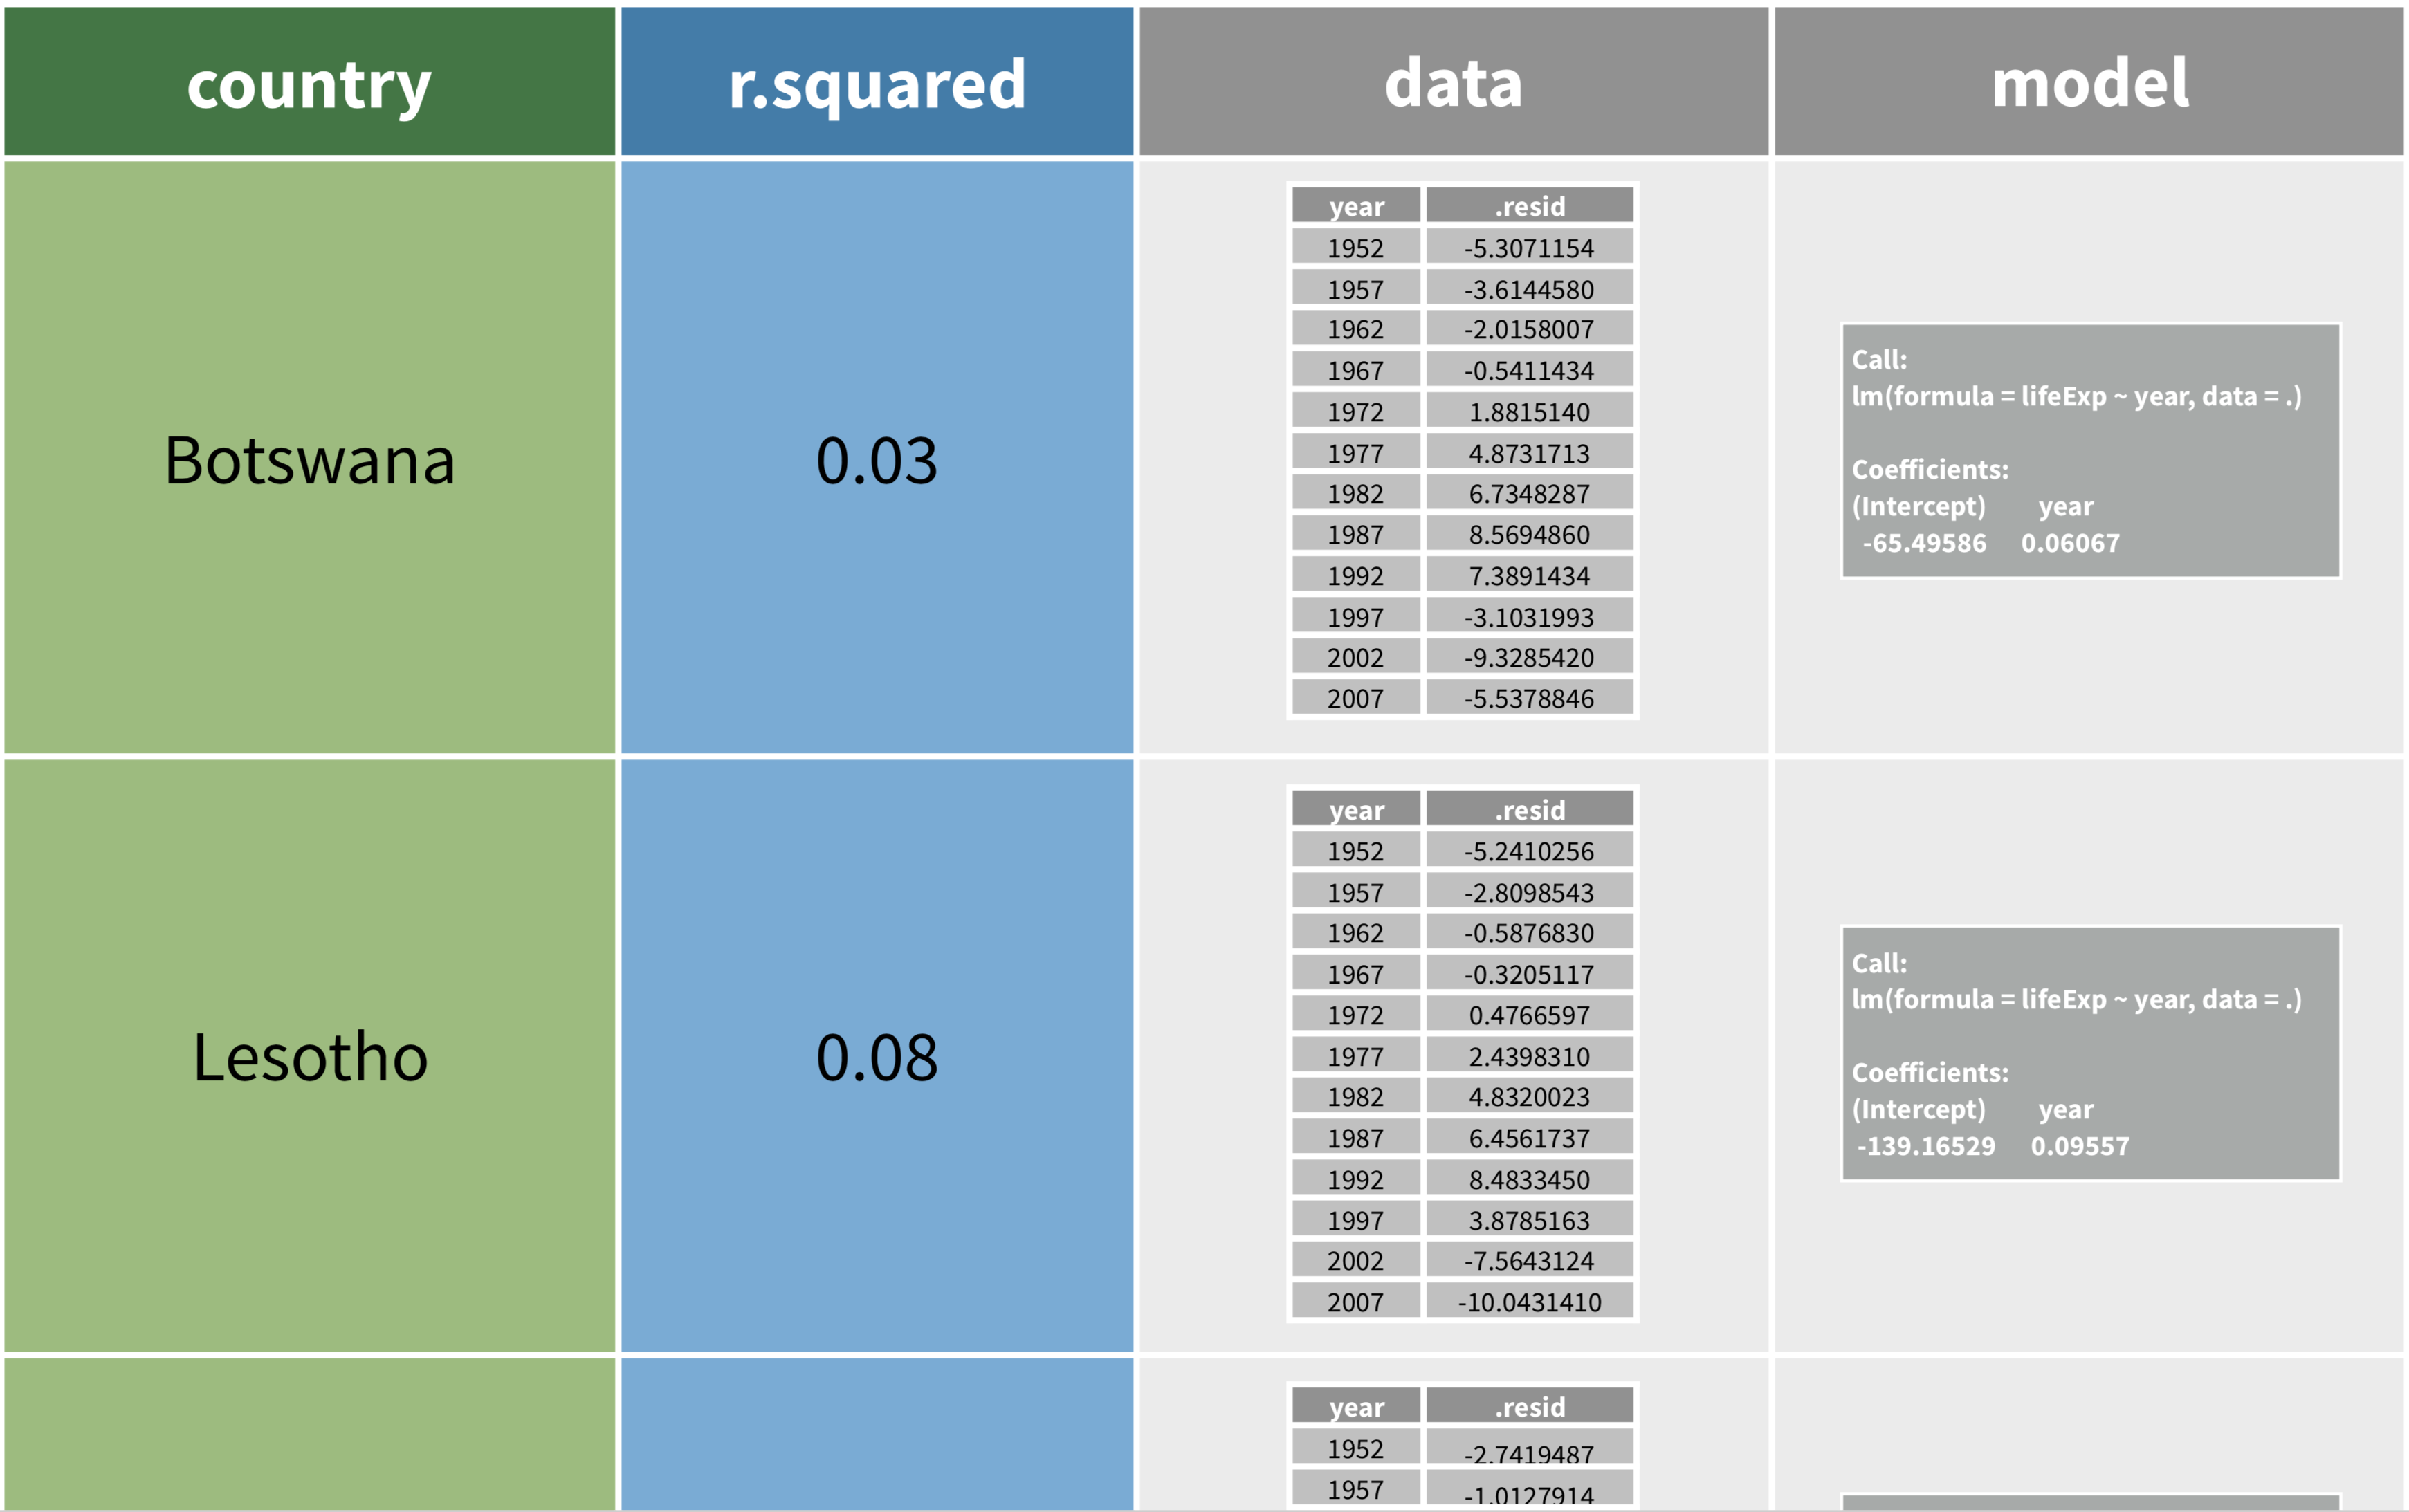 country r.squared data model
year .resid
1952 -5.3071154
1957 -3.6144580
1962 -2.0158007
1967 -0.5411434
1972 1.8815140
1977 4.8731713
1982 6.7348287
1987 8.5694860
1992 7.3891434
1997 -3.1031993
2002 -9.3285420
2007 -5.5378846
Botswana
0.03
Call:
lm(formula = lifeExp ~ year, data = .)
Coefficients:
(Intercept) year
-65.49586 0.06067
year .resid
1952 -5.2410256
1957 -2.8098543
1962 -0.5876830
1967 -0.3205117
1972 0.4766597
1977 2.4398310
1982 4.8320023
1987 6.4561737
1992 8.4833450
1997 3.8785163
2002 -7.5643124
2007 -10.0431410
Lesotho
0.08
Call:
lm(formula = lifeExp ~ year, data = .)
Coefficients:
(Intercept) year
-139.16529 0.09557
year .resid
1952 -2.7419487
1957 -1.0127914